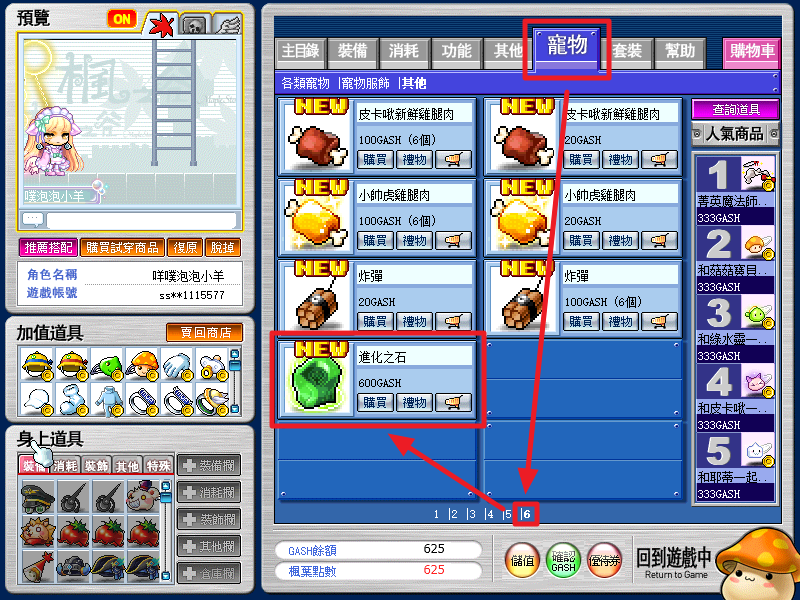 預覽
ON
噗泡泡小羊
推薦搭配
購買試穿商品
復原
脫掉
角色名稱
咩噗泡泡小羊
遊戲帳號
ss**1115577
加值道具
賣回商店
身上道具
裝備
消耗
裝飾
其他
特殊
裝備欄
消耗欄
裝飾欄
其他欄
倉庫欄
主目錄
裝備
消耗
功能
其他
寵物
套裝
幫助
購物車
各類寵物 |寵物服飾 |其他
NEW
皮卡啾新鮮雞腿肉
100GASH (6個)
購買 禮物
NEW
皮卡啾新鮮雞腿肉
20GASH
購買 禮物
NEW
小帥虎雞腿肉
100GASH (6個)
購買 禮物
NEW
小帥虎雞腿肉
20GASH
購買 禮物
NEW
炸彈
20GASH
購買 禮物
NEW
炸彈
100GASH (6個)
購買 禮物
NEW
進化之石
600GASH
購買 禮物
1 |2 |3 |4 |5 |6
查詢道具
人氣商品
1
菁英魔法師...
333GASH
2
和菇菇寶貝...
333GASH
3
和綠水靈一...
333GASH
4
和皮卡啾一...
333GASH
5
和耶蒂一起...
333GASH
GASH餘額
625
楓葉點數
625
儲值
確認
GASH
優待券
回到遊戲中
Return to Game